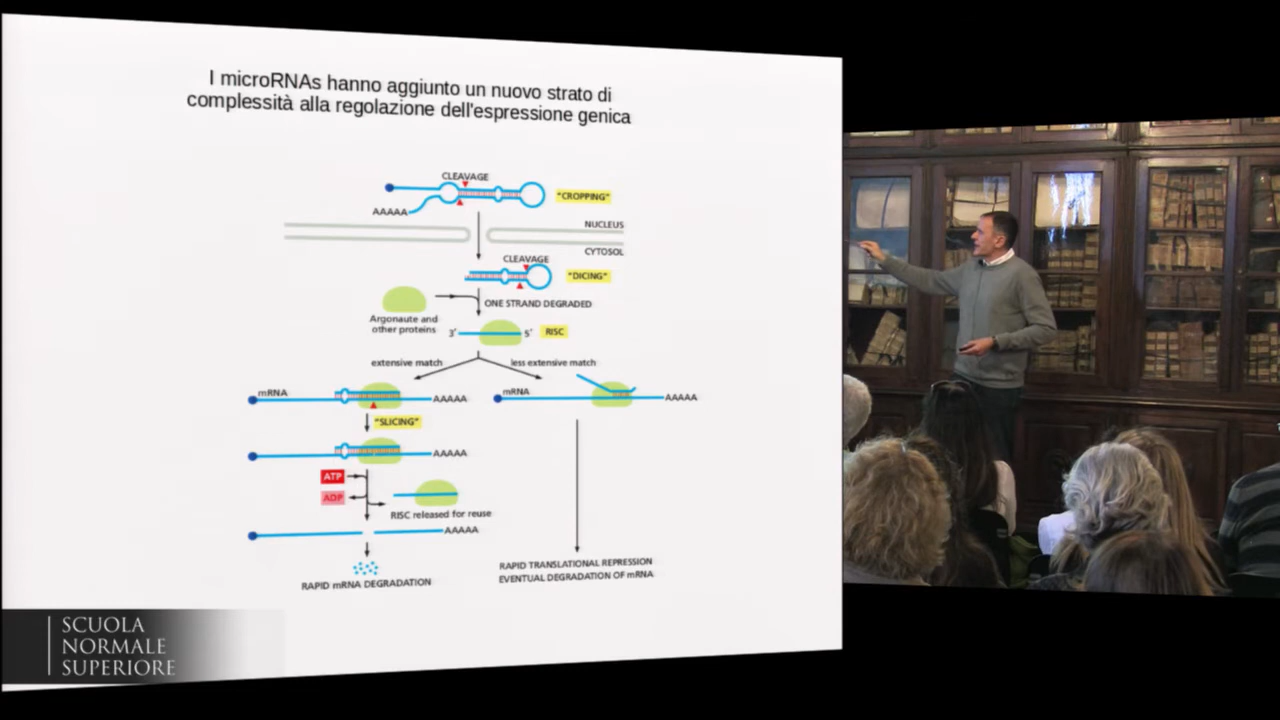 I microRNAs hanno aggiunto un nuovo strato di
complessità alla regolazione dell'espressione genica
CLEAVAGE
"CROPPING"
AAAAA
NUCLEUS
CYTOSOL
CLEAVAGE
"DICING"
ONE STRAND DEGRADED
Argonaute and
other proteins
3'
5'
RISC
extensive match
less extensive match
mRNA
AAAAA
mRNA
AAAAA
"SLICING"
AAAAA
ATP
ADP
RISC released for reuse
AAAAA
RAPID mRNA DEGRADATION
RAPID TRANSLATIONAL REPRESSION
EVENTUAL DEGRADATION OF mRNA
SCUOLA
NORMALE
SUPERIORE